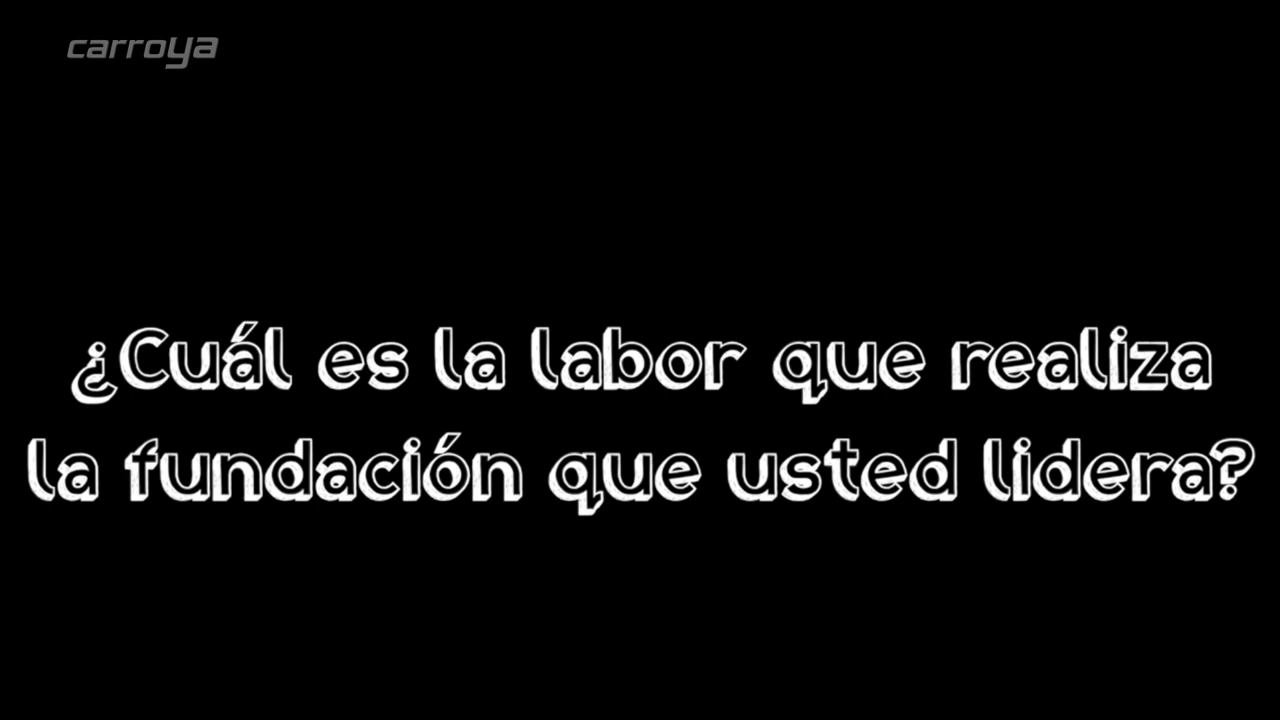 carroya
¿Cuál es la labor que realiza
la fundación que usted lidera?